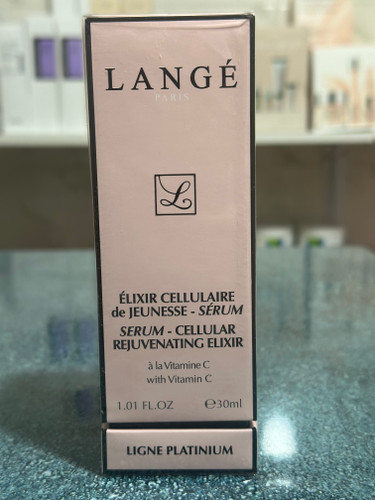 LANGÉ
PARIS
L
ÉLIXIR CELLULAIRE
de JEUNESSE - SÉRUM
SERUM - CELLULAR
REJUVENATING ELIXIR
à la Vitamine C
with Vitamin C
1.01 FL.OZ ℮30ml
LIGNE PLATINIUM